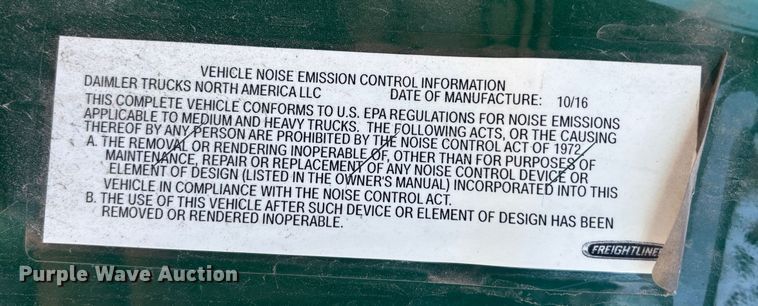 VEHICLE NOISE EMISSION CONTROL INFORMATION
DAIMLER TRUCKS NORTH AMERICA LLC DATE OF MANUFACTURE: 10/16
THIS COMPLETE VEHICLE CONFORMS TO U.S. EPA REGULATIONS FOR NOISE EMISSIONS
APPLICABLE TO MEDIUM AND HEAVY TRUCKS. THE FOLLOWING ACTS, OR THE CAUSING
THEREOF BY ANY PERSON ARE PROHIBITED BY THE NOISE CONTROL ACT OF 1972
A. THE REMOVAL OR RENDERING INOPERABLE OF, OTHER THAN FOR PURPOSES OF
MAINTENANCE, REPAIR OR REPLACEMENT OF ANY NOISE CONTROL DEVICE OR
ELEMENT OF DESIGN (LISTED IN THE OWNER'S MANUAL) INCORPORATED INTO THIS
VEHICLE IN COMPLIANCE WITH THE NOISE CONTROL ACT.
B. THE USE OF THIS VEHICLE AFTER SUCH DEVICE OR ELEMENT OF DESIGN HAS BEEN
REMOVED OR RENDERED INOPERABLE.
FREIGHTLINE
Purple Wave Auction